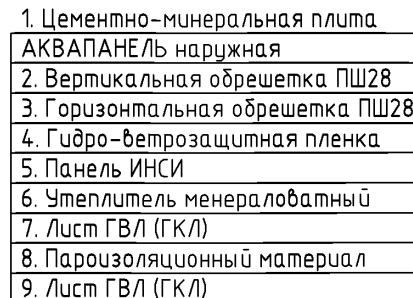 1. Цементно-минеральная плита
АКВАПАНЕЛЬ наружная
2. Вертикальная обрешетка ПШ28
3. Горизонтальная обрешетка ПШ28
4. Гидро-ветрозащитная пленка
5. Панель ИНСИ
6. Утеплитель менераловатный
7. Лист ГВЛ (ГКЛ)
8. Пароизоляционный материал
9. Лист ГВЛ (ГКЛ)